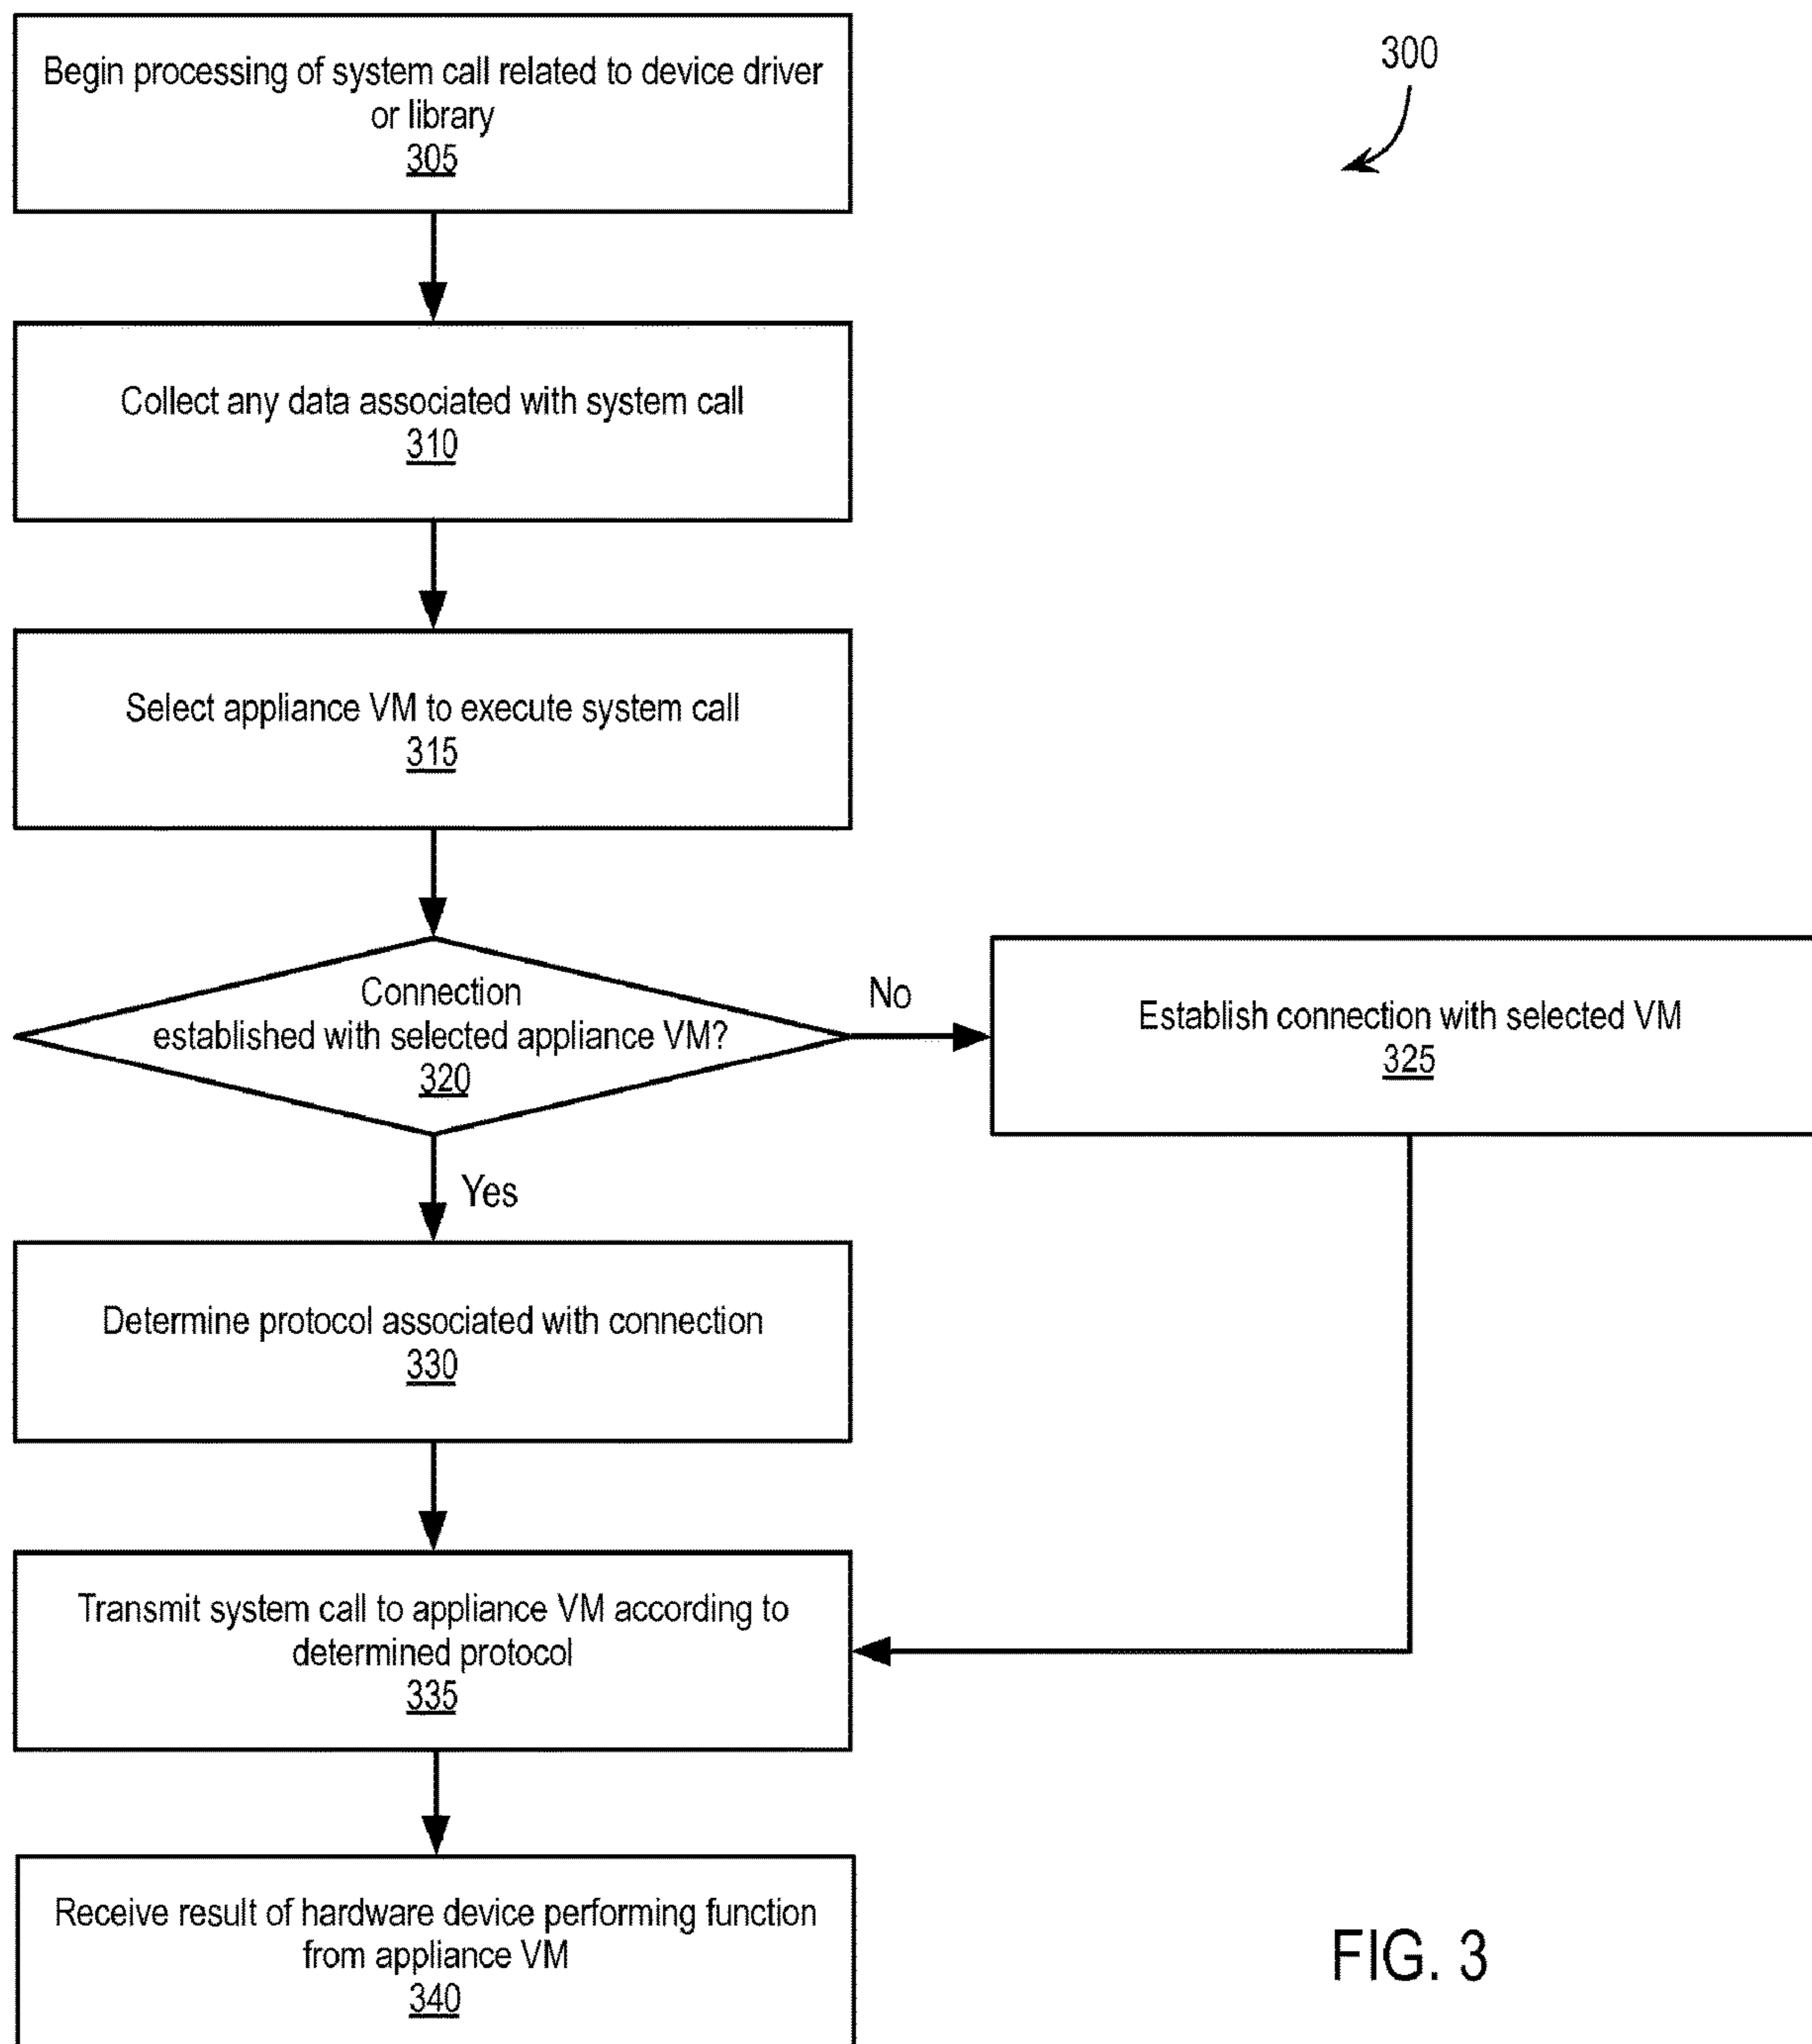 Begin processing of system call related to device driver
or library
305
300
Collect any data associated with system call
310
Select appliance VM to execute system call
315
Connection
established with selected appliance VM?
320
No
Establish connection with selected VM
325
Yes
Determine protocol associated with connection
330
Transmit system call to appliance VM according to
determined protocol
335
Receive result of hardware device performing function
from appliance VM
340
FIG. 3